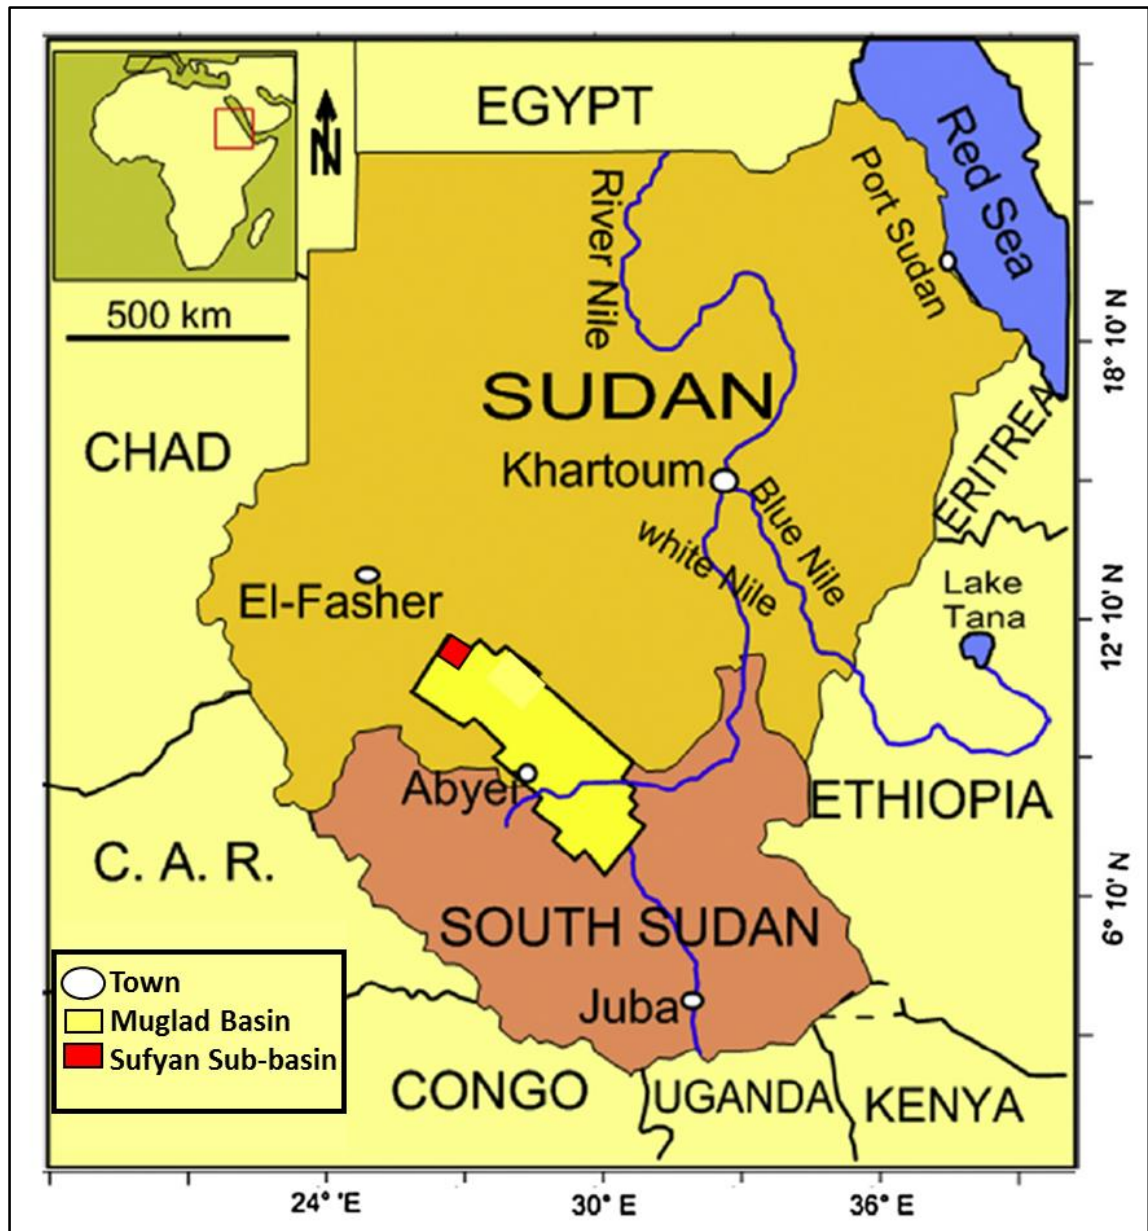 EGYPT
N
Red Sea
Port Sudan
River Nile
500 km
18° 10' N
SUDAN
CHAD
ERITREA
Khartoum
Blue Nile
white Nile
Lake
Tana
El-Fasher
12° 10' N
Abyei
ETHIOPIA
C. A. R.
6° 10' N
SOUTH SUDAN
Town
Muglad Basin
Sufyan Sub-basin
Juba
CONGO
UGANDA
KENYA
24° 'E
30° E
36° E